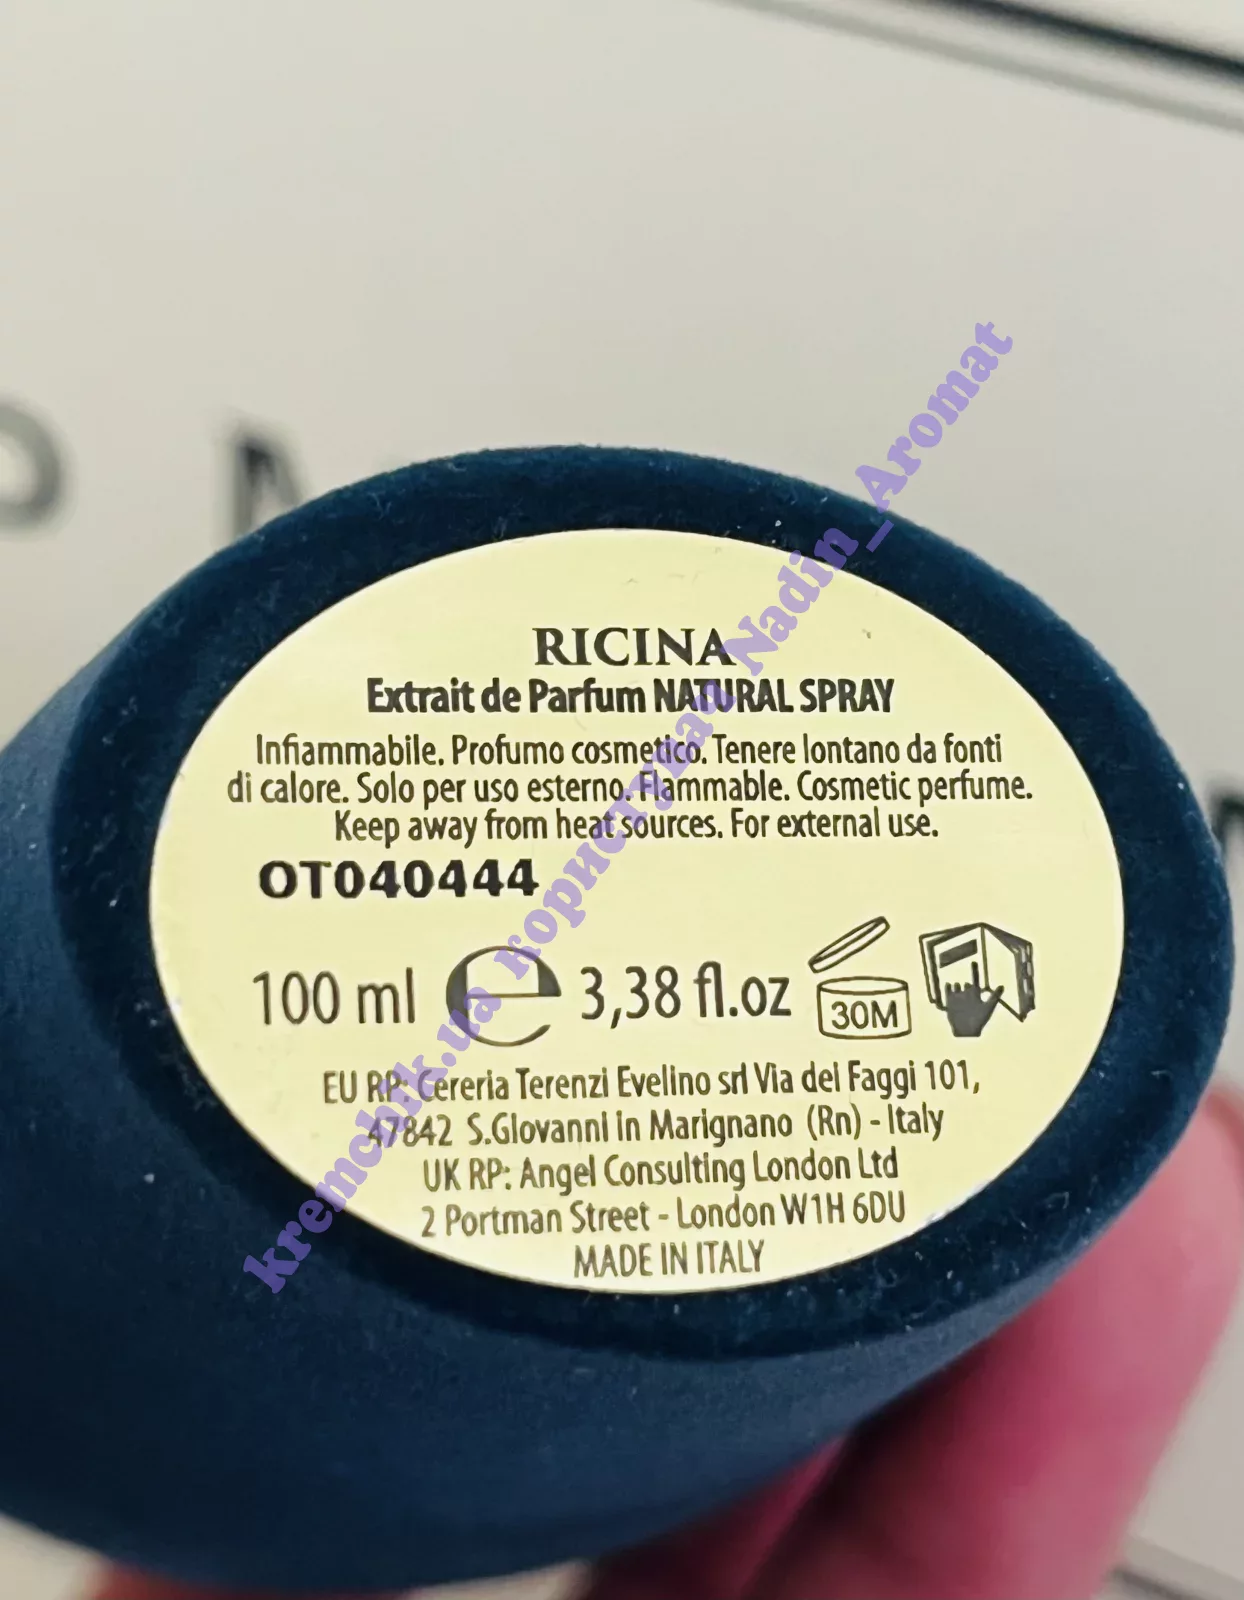 RICINA
Extrait de Parfum NATURAL SPRAY
Infiammabile. Profumo cosmetico. Tenere lontano da fonti
di calore. Solo per uso esterno. Flammable. Cosmetic perfume.
Keep away from heat sources. For external use.
OT040444
100 ml e 3,38 fl.oz 30M
EU RP: Cereria Terenzi Evelino srl Via dei Faggi 101,
47842 S.Giovanni in Marignano (Rn) - Italy
UK RP: Angel Consulting London Ltd
2 Portman Street - London W1H 6DU
MADE IN ITALY
kremchik.ua користувач Nadin_Aromat